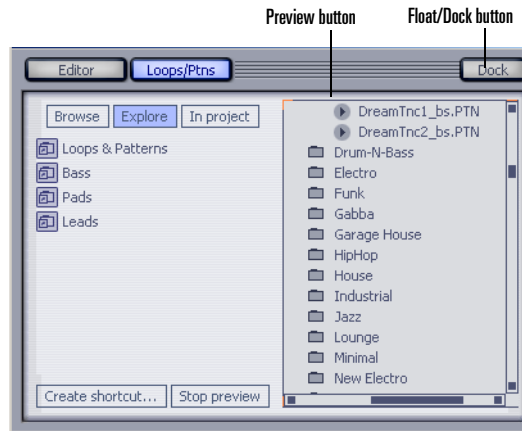 Preview button
Float/Dock button
Editor
Loops/Ptns
Dock
Browse
Explore
In project
Loops & Patterns
Bass
Pads
Leads
Create shortcut...
Stop preview
DreamTnc1_bs.PTN
DreamTnc2_bs.PTN
Drum-N-Bass
Electro
Funk
Gabba
Garage House
HipHop
House
Industrial
Jazz
Lounge
Minimal
New Electro